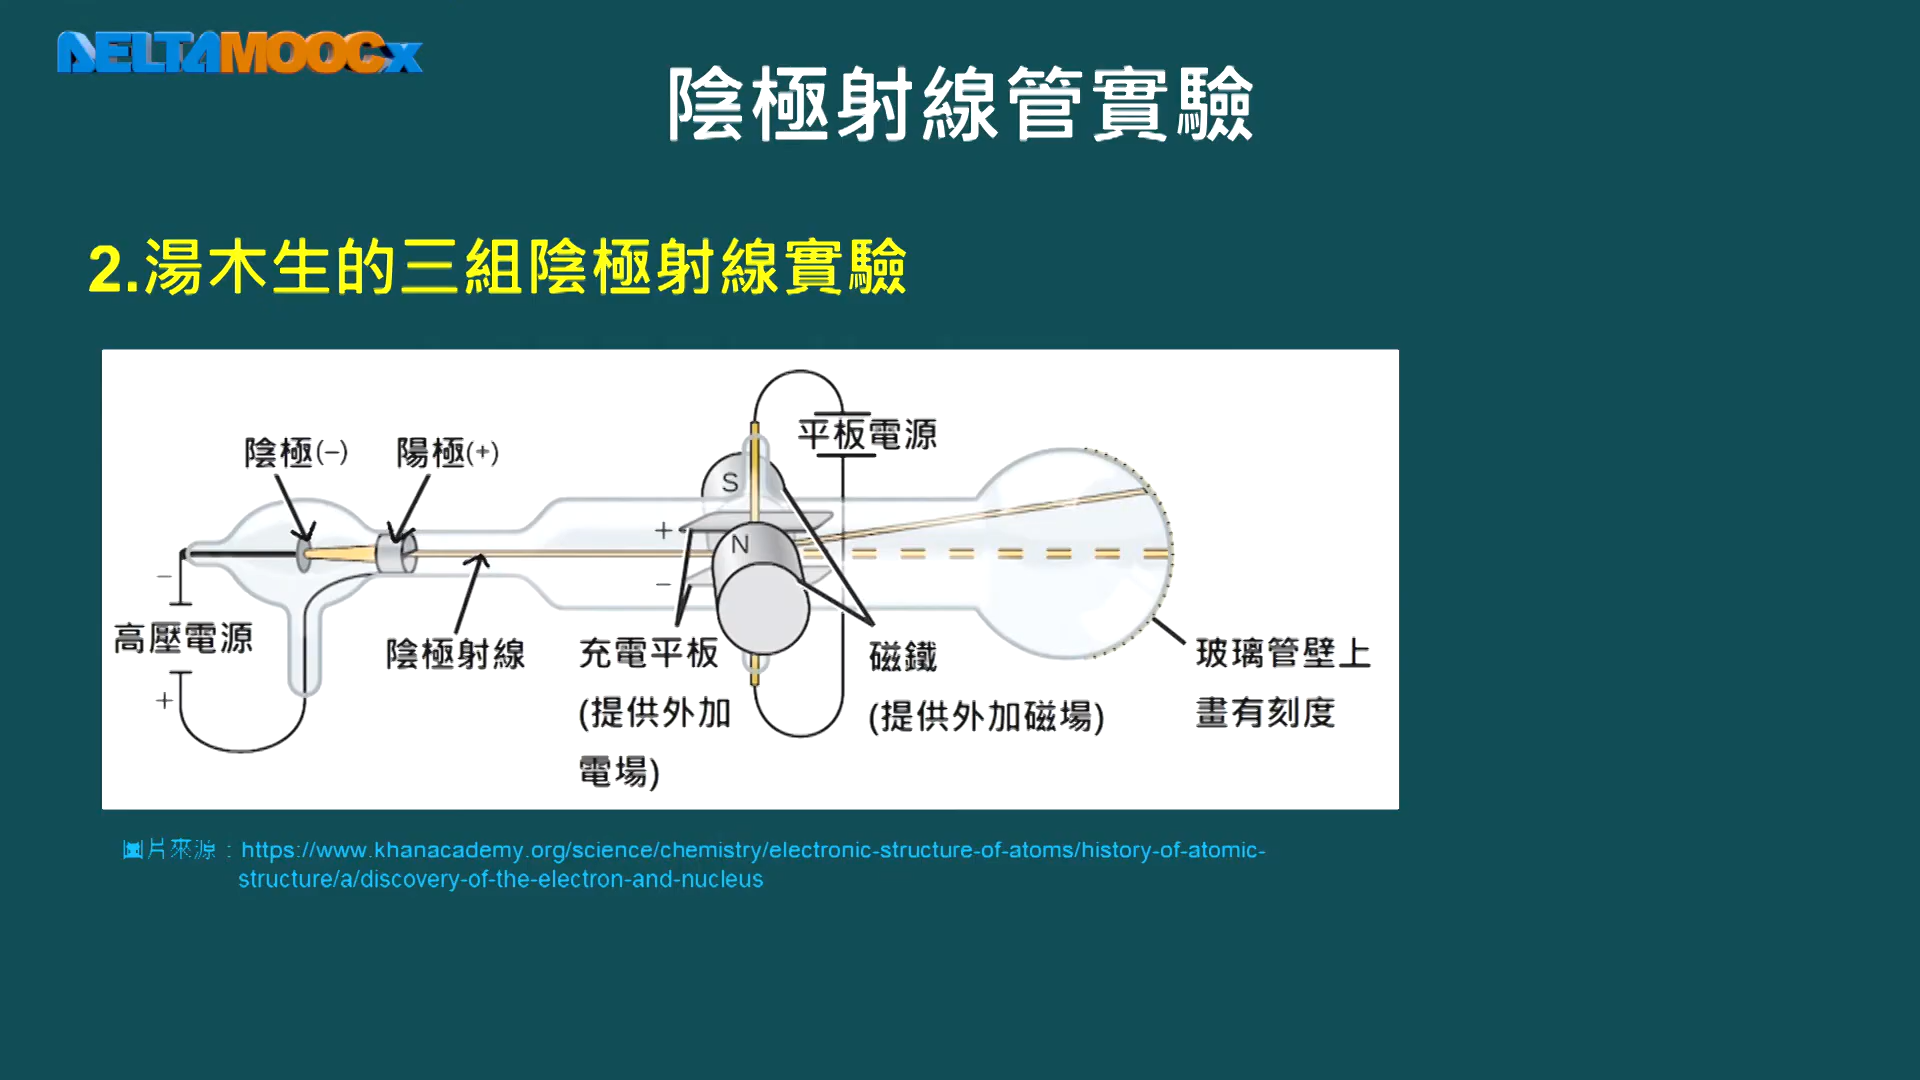 DELTAMOOCx
陰極射線管實驗
2.湯木生的三組陰極射線實驗
平板電源
陰極(−) 陽極(+)
S
+
N
−
−
高壓電源
+
陰極射線
充電平板
(提供外加
電場)
磁鐵
(提供外加磁場)
玻璃管壁上
畫有刻度
圖片來源：https://www.khanacademy.org/science/chemistry/electronic-structure-of-atoms/history-of-atomic-
structure/a/discovery-of-the-electron-and-nucleus